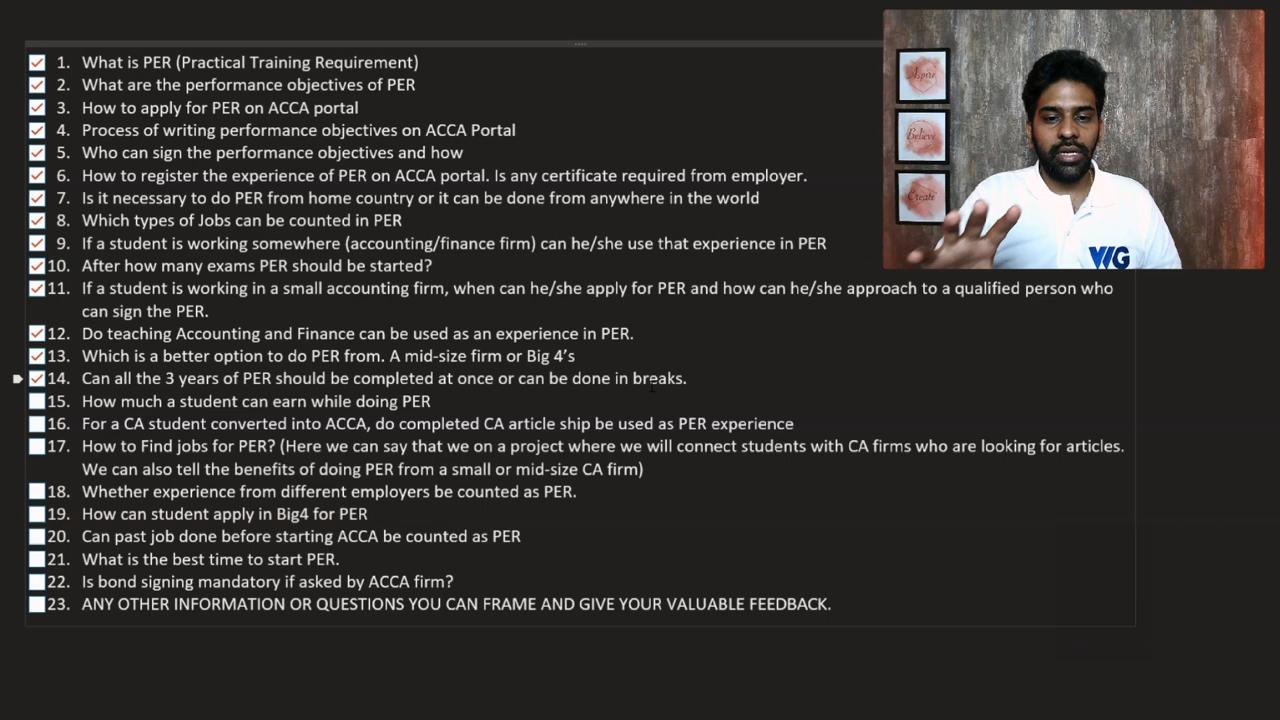 1. What is PER (Practical Training Requirement)
2. What are the performance objectives of PER
3. How to apply for PER on ACCA portal
4. Process of writing performance objectives on ACCA Portal
5. Who can sign the performance objectives and how
6. How to register the experience of PER on ACCA portal. Is any certificate required from employer.
7. Is it necessary to do PER from home country or it can be done from anywhere in the world
8. Which types of Jobs can be counted in PER
9. If a student is working somewhere (accounting/finance firm) can he/she use that experience in PER
10. After how many exams PER should be started?
11. If a student is working in a small accounting firm, when can he/she apply for PER and how can he/she approach to a qualified person who
can sign the PER.
12. Do teaching Accounting and Finance can be used as an experience in PER.
13. Which is a better option to do PER from. A mid-size firm or Big 4's
14. Can all the 3 years of PER should be completed at once or can be done in breaks.
15. How much a student can earn while doing PER
16. For a CA student converted into ACCA, do completed CA article ship be used as PER experience
17. How to Find jobs for PER? (Here we can say that we on a project where we will connect students with CA firms who are looking for articles.
We can also tell the benefits of doing PER from a small or mid-size CA firm)
18. Whether experience from different employers be counted as PER.
19. How can student apply in Big4 for PER
20. Can past job done before starting ACCA be counted as PER
21. What is the best time to start PER.
22. Is bond signing mandatory if asked by ACCA firm?
23. ANY OTHER INFORMATION OR QUESTIONS YOU CAN FRAME AND GIVE YOUR VALUABLE FEEDBACK.
Aspire
Believe
Create
VVG